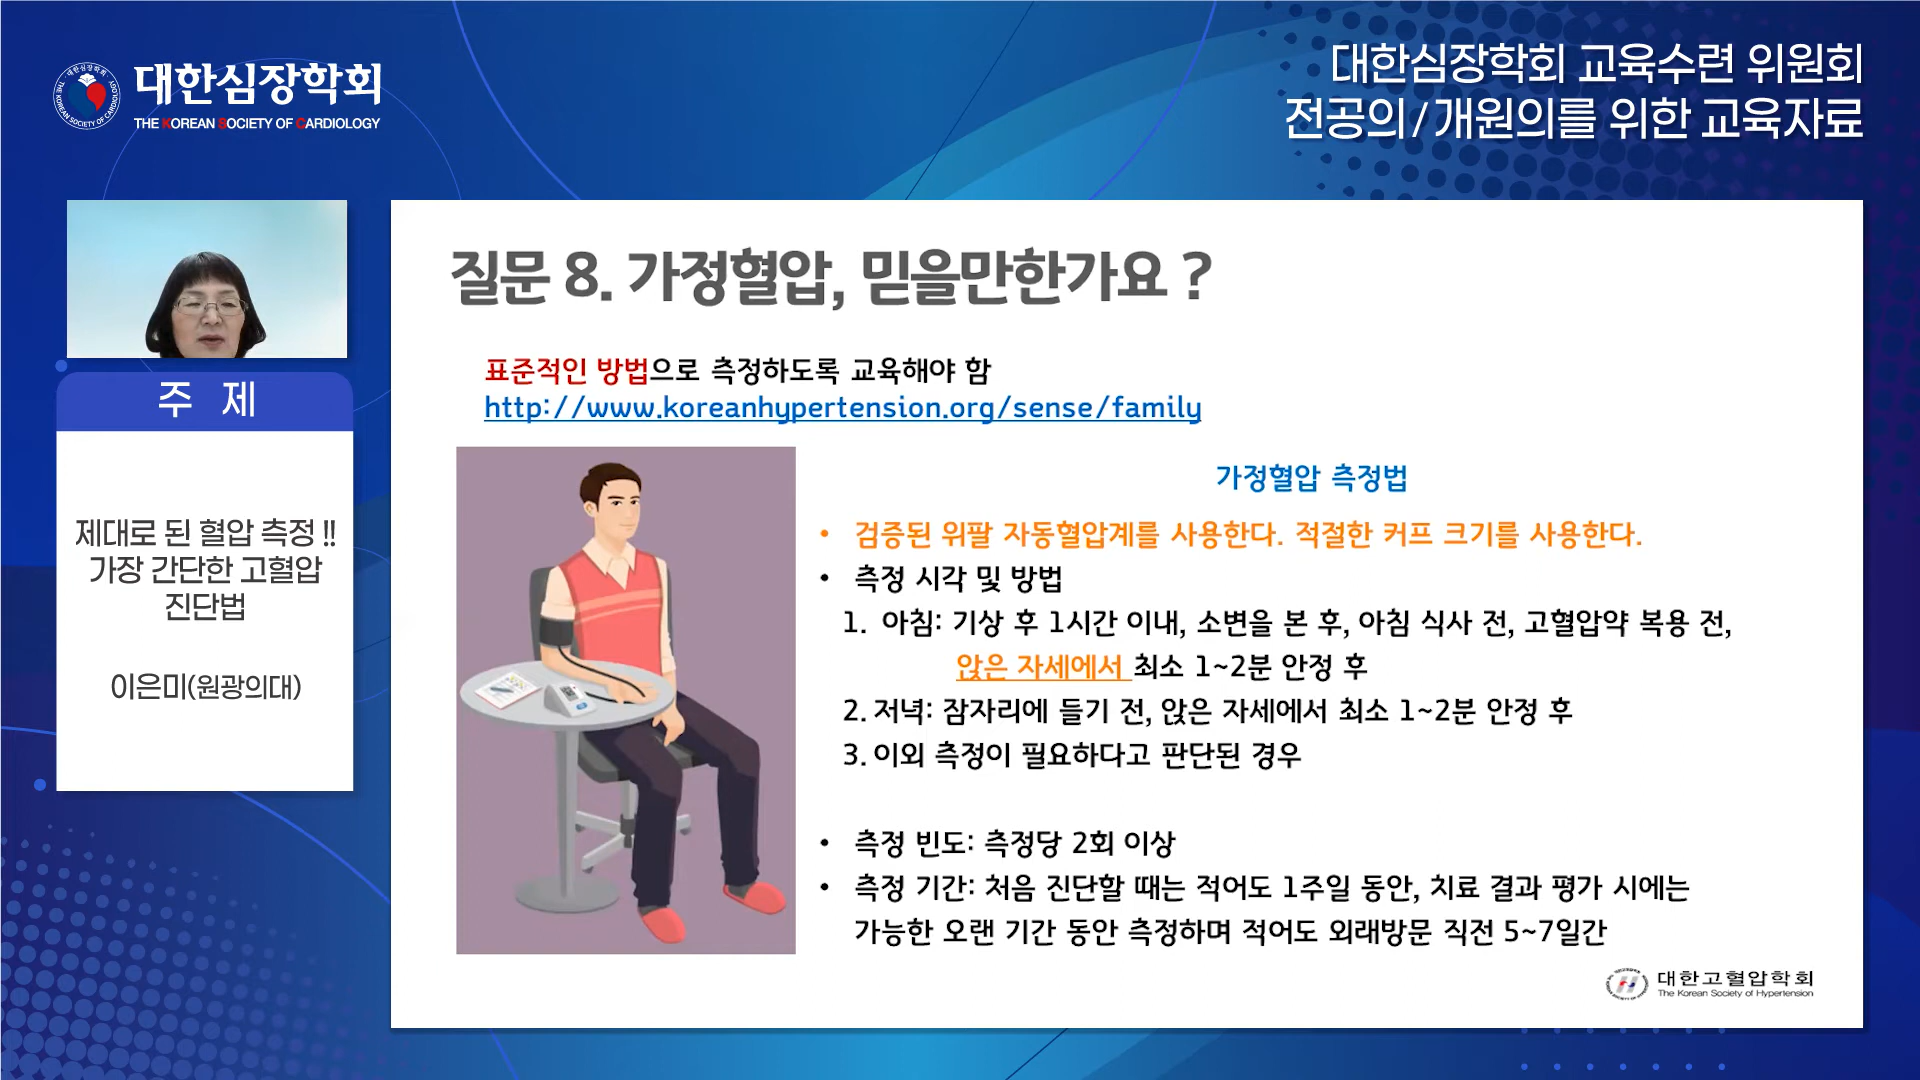 대한심장학회
THE KOREAN SOCIETY OF CARDIOLOGY
대한심장학회 교육수련 위원회
전공의/개원의를 위한 교육자료
주 제
제대로 된 혈압 측정 !!
가장 간단한 고혈압
진단법
이은미(원광의대)
질문 8. 가정혈압, 믿을만한가요 ?
표준적인 방법으로 측정하도록 교육해야 함
http://www.koreanhypertension.org/sense/family
가정혈압 측정법
• 검증된 위팔 자동혈압계를 사용한다. 적절한 커프 크기를 사용한다.
• 측정 시각 및 방법
1. 아침: 기상 후 1시간 이내, 소변을 본 후, 아침 식사 전, 고혈압약 복용 전,
앉은 자세에서 최소 1~2분 안정 후
2. 저녁: 잠자리에 들기 전, 앉은 자세에서 최소 1~2분 안정 후
3. 이외 측정이 필요하다고 판단된 경우
• 측정 빈도: 측정당 2회 이상
• 측정 기간: 처음 진단할 때는 적어도 1주일 동안, 치료 결과 평가 시에는
가능한 오랜 기간 동안 측정하며 적어도 외래방문 직전 5~7일간
대한고혈압학회
The Korean Society of Hypertension